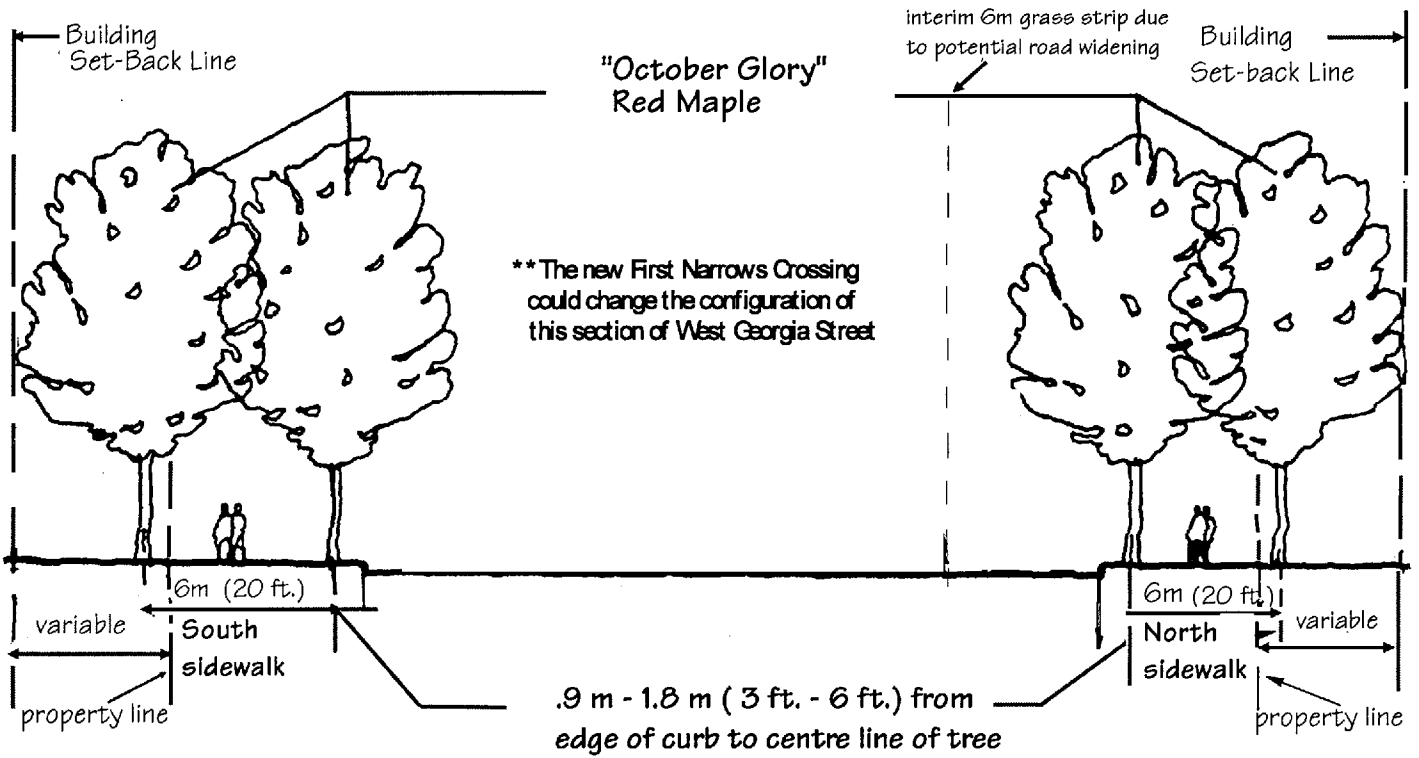 Building
Set-Back Line
"October Glory"
Red Maple
interim 6m grass strip due
to potential road widening
Building
Set-back Line
**The new First Narrows Crossing
could change the configuration of
this section of West Georgia Street
6m (20 ft.)
variable
South
sidewalk
property line
6m (20 ft.)
North
sidewalk
variable
property line
.9 m - 1.8 m ( 3 ft. - 6 ft.) from
edge of curb to centre line of tree